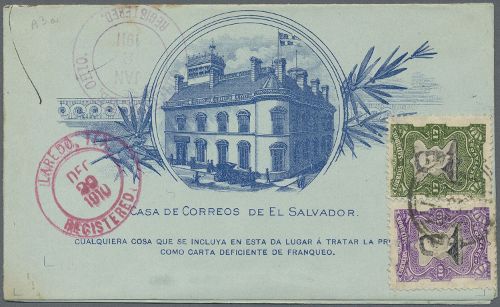 A3a
REGISTERED.
1911
JAN
LAREDO, TEX.
DEC
29
1910
REGISTERED
CASA DE CORREOS DE EL SALVADOR.
CUALQUIERA COSA QUE SE INCLUYA EN ESTA DA LUGAR Á TRATAR LA
COMO CARTA DEFICIENTE DE FRANQUEO.